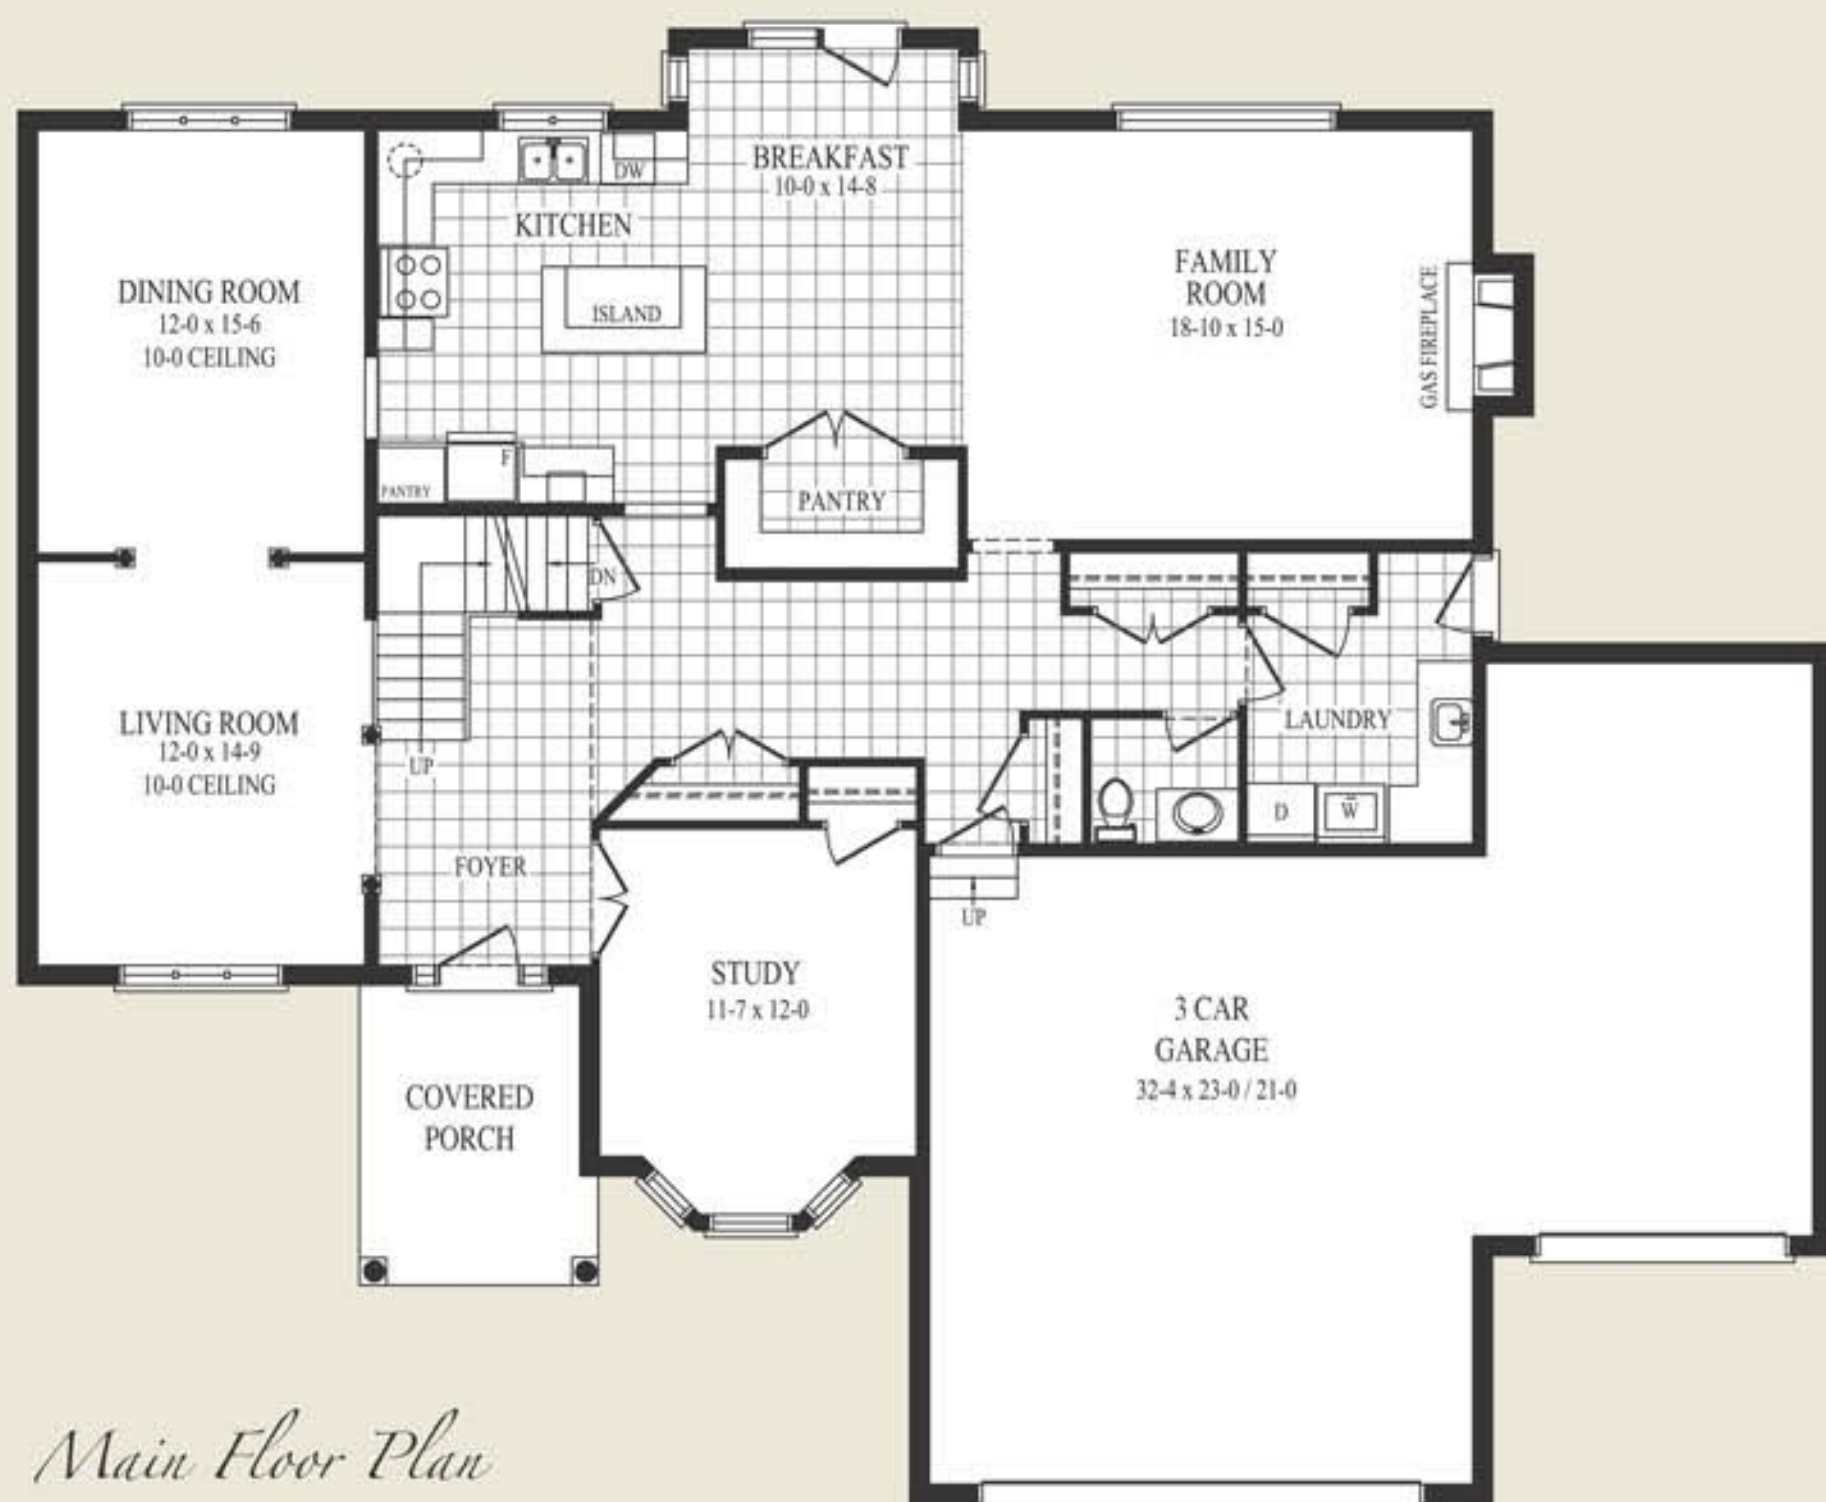 BREAKFAST
10-0 x 14-8
DW
KITCHEN
ISLAND
DINING ROOM
12-0 x 15-6
10-0 CEILING
FAMILY
ROOM
18-10 x 15-0
GAS FIREPLACE
F
PANTRY
PANTRY
DN
UP
LIVING ROOM
12-0 x 14-9
10-0 CEILING
LAUNDRY
D
W
FOYER
UP
STUDY
11-7 x 12-0
3 CAR
GARAGE
32-4 x 23-0 / 21-0
COVERED
PORCH
Main Floor Plan